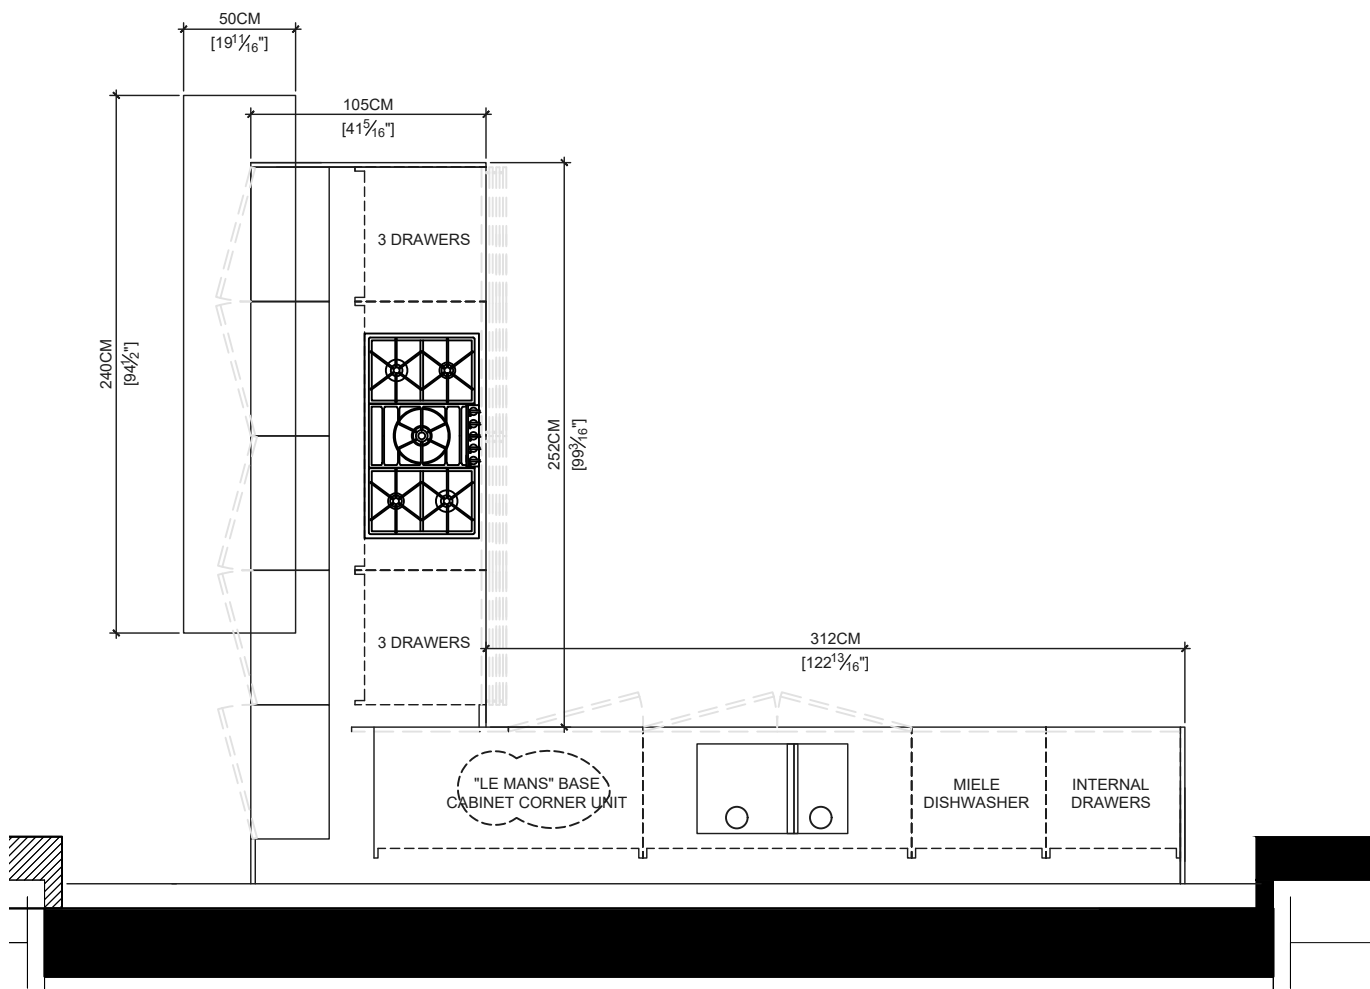 50CM
[19 11/16"]
105CM
[41 5/16"]
3 DRAWERS
240CM
[94 1/2"]
252CM
[99 3/16"]
3 DRAWERS
312CM
[122 13/16"]
"LE MANS" BASE
CABINET CORNER UNIT
MIELE
DISHWASHER
INTERNAL
DRAWERS